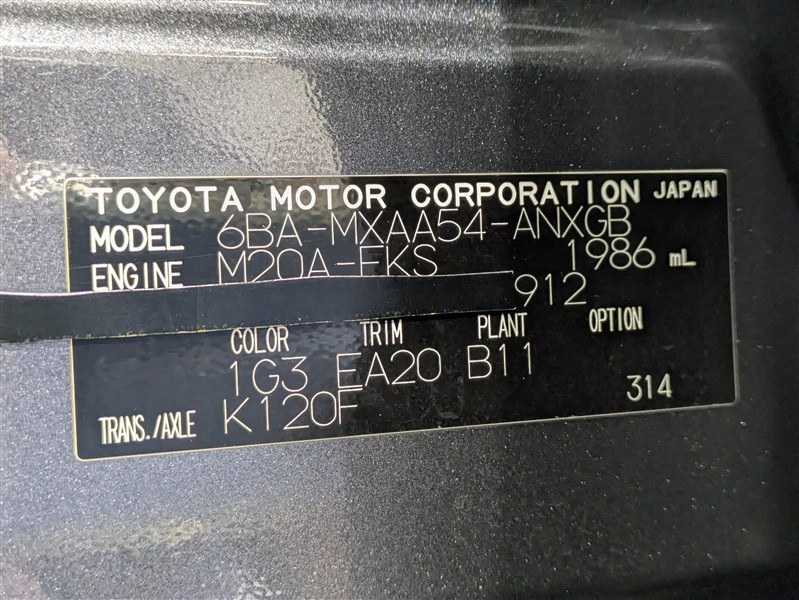 TOYOTA MOTOR CORPORATION JAPAN
MODEL 6BA-MXAA54-ANXGB
ENGINE M20A-FKS 1986 mL
912
COLOR TRIM PLANT OPTION
1G3 EA20 B11
TRANS./AXLE K120F 314